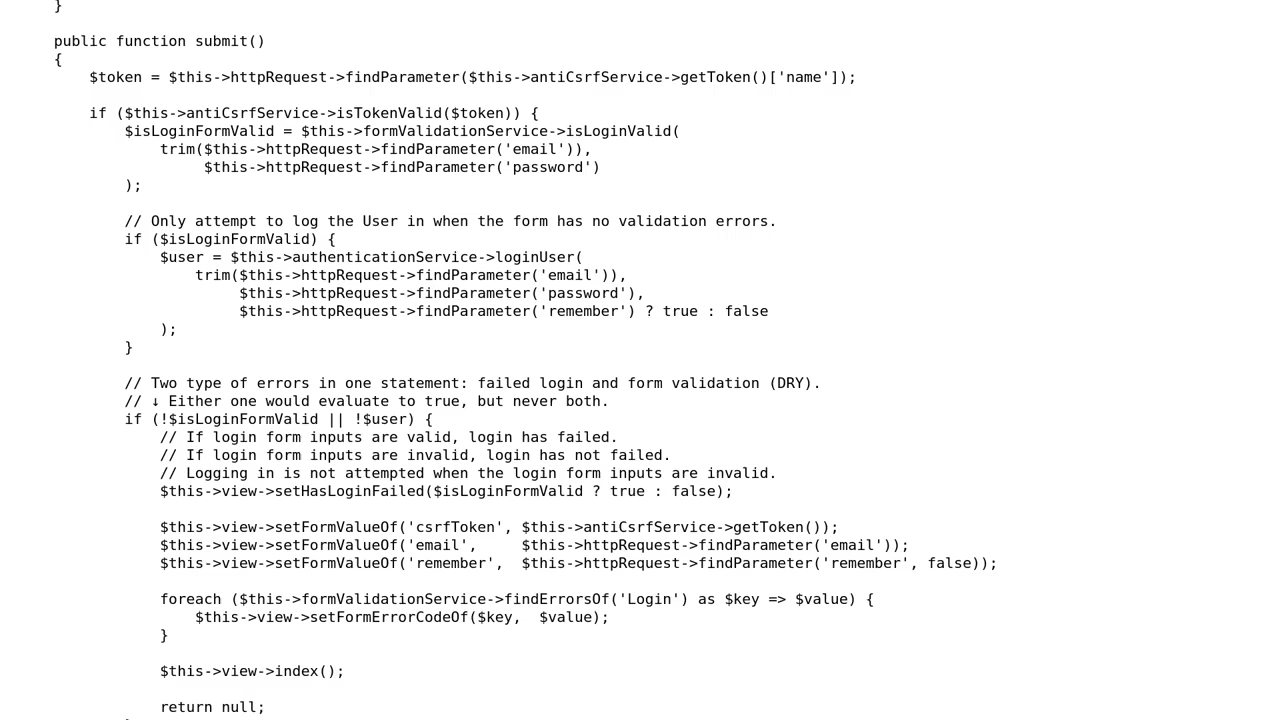 }
public function submit()
{
$token = $this->httpRequest->findParameter($this->antiCsrfService->getToken()['name']);
if ($this->antiCsrfService->isTokenValid($token)) {
$isLoginFormValid = $this->formValidationService->isLoginValid(
trim($this->httpRequest->findParameter('email')),
$this->httpRequest->findParameter('password')
);
// Only attempt to log the User in when the form has no validation errors.
if ($isLoginFormValid) {
$user = $this->authenticationService->loginUser(
trim($this->httpRequest->findParameter('email')),
$this->httpRequest->findParameter('password'),
$this->httpRequest->findParameter('remember') ? true : false
);
}
// Two type of errors in one statement: failed login and form validation (DRY).
// ↓ Either one would evaluate to true, but never both.
if (!$isLoginFormValid || !$user) {
// If login form inputs are valid, login has failed.
// If login form inputs are invalid, login has not failed.
// Logging in is not attempted when the login form inputs are invalid.
$this->view->setHasLoginFailed($isLoginFormValid ? true : false);
$this->view->setFormValueOf('csrfToken', $this->antiCsrfService->getToken());
$this->view->setFormValueOf('email',     $this->httpRequest->findParameter('email'));
$this->view->setFormValueOf('remember',  $this->httpRequest->findParameter('remember', false));
foreach ($this->formValidationService->findErrorsOf('Login') as $key => $value) {
$this->view->setFormErrorCodeOf($key,  $value);
}
$this->view->index();
return null;